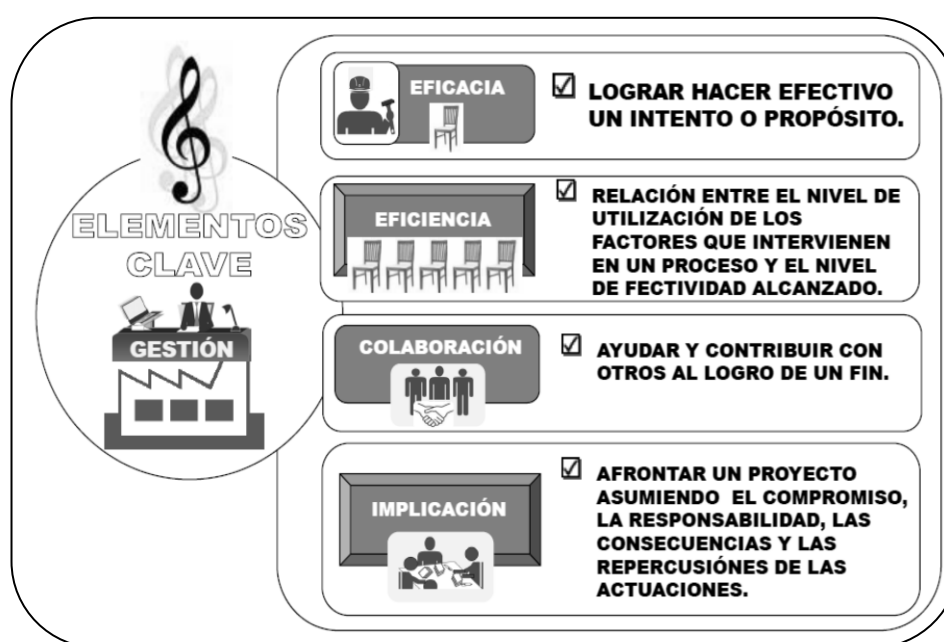 ELEMENTOS
CLAVE
GESTIÓN
EFICACIA
LOGRAR HACER EFECTIVO
UN INTENTO O PROPÓSITO.
EFICIENCIA
RELACIÓN ENTRE EL NIVEL DE
UTILIZACIÓN DE LOS
FACTORES QUE INTERVIENEN
EN UN PROCESO Y EL NIVEL
DE FECTIVIDAD ALCANZADO.
COLABORACIÓN
AYUDAR Y CONTRIBUIR CON
OTROS AL LOGRO DE UN FIN.
IMPLICACIÓN
AFRONTAR UN PROYECTO
ASUMIENDO EL COMPROMISO,
LA RESPONSABILIDAD, LAS
CONSECUENCIAS Y LAS
REPERCUSIÓNES DE LAS
ACTUACIONES.